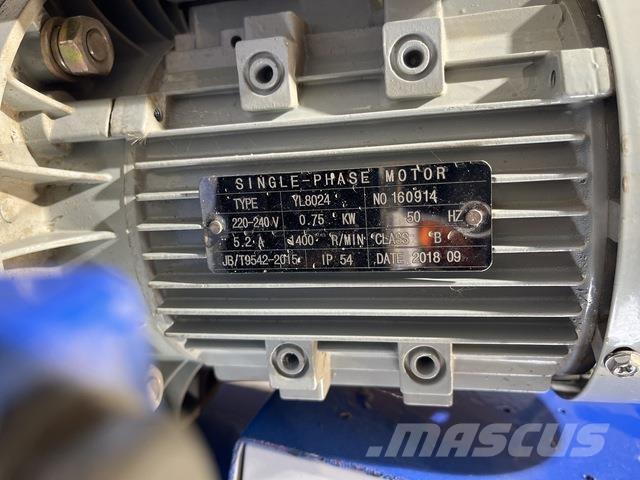 SINGLE-PHASE MOTOR
TYPE YL8024 NO 160914
220-240 V 0.75 KW 50 HZ
5.2 A 1400 R/MIN CLASS B
JB/T9542-2015 IP 54 DATE 2018 09
MASCUS